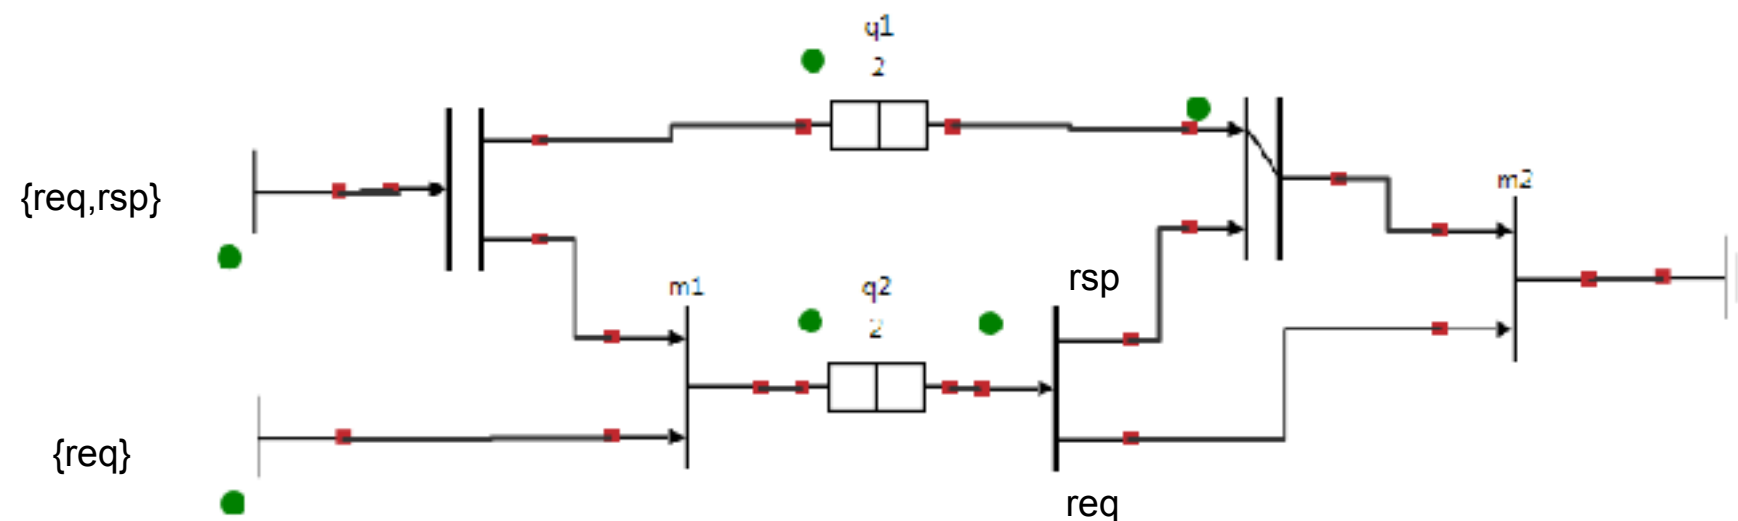 q1
2
{req,rsp}
m2
m1
q2
2
rsp
{req}
req